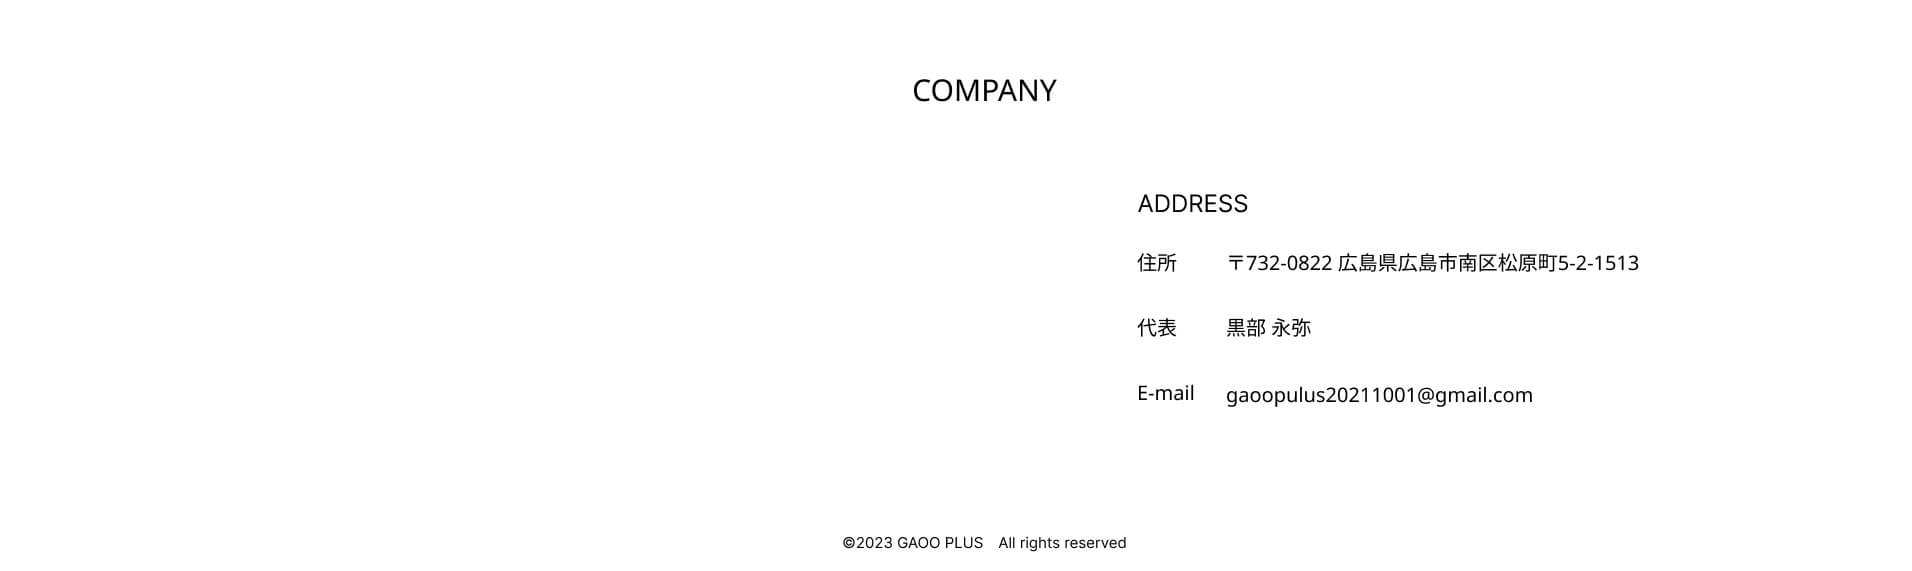 COMPANY
ADDRESS
住所 〒732-0822 広島県広島市南区松原町5-2-1513
代表 黒部 永弥
E-mail gaoopulus20211001@gmail.com
©2023 GAOO PLUS　All rights reserved